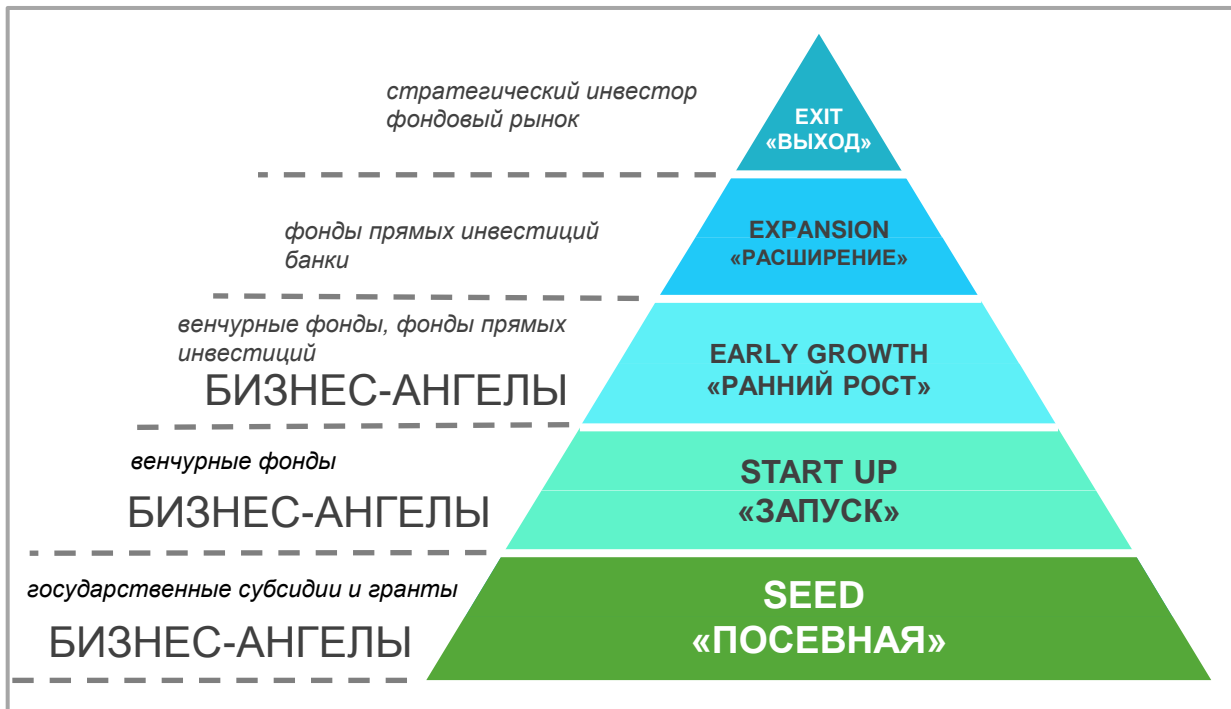 стратегический инвестор
фондовый рынок
EXIT
«ВЫХОД»
фонды прямых инвестиций
банки
EXPANSION
«РАСШИРЕНИЕ»
венчурные фонды, фонды прямых
инвестиций
БИЗНЕС-АНГЕЛЫ
EARLY GROWTH
«РАННИЙ РОСТ»
венчурные фонды
БИЗНЕС-АНГЕЛЫ
START UP
«ЗАПУСК»
государственные субсидии и гранты
БИЗНЕС-АНГЕЛЫ
SEED
«ПОСЕВНАЯ»